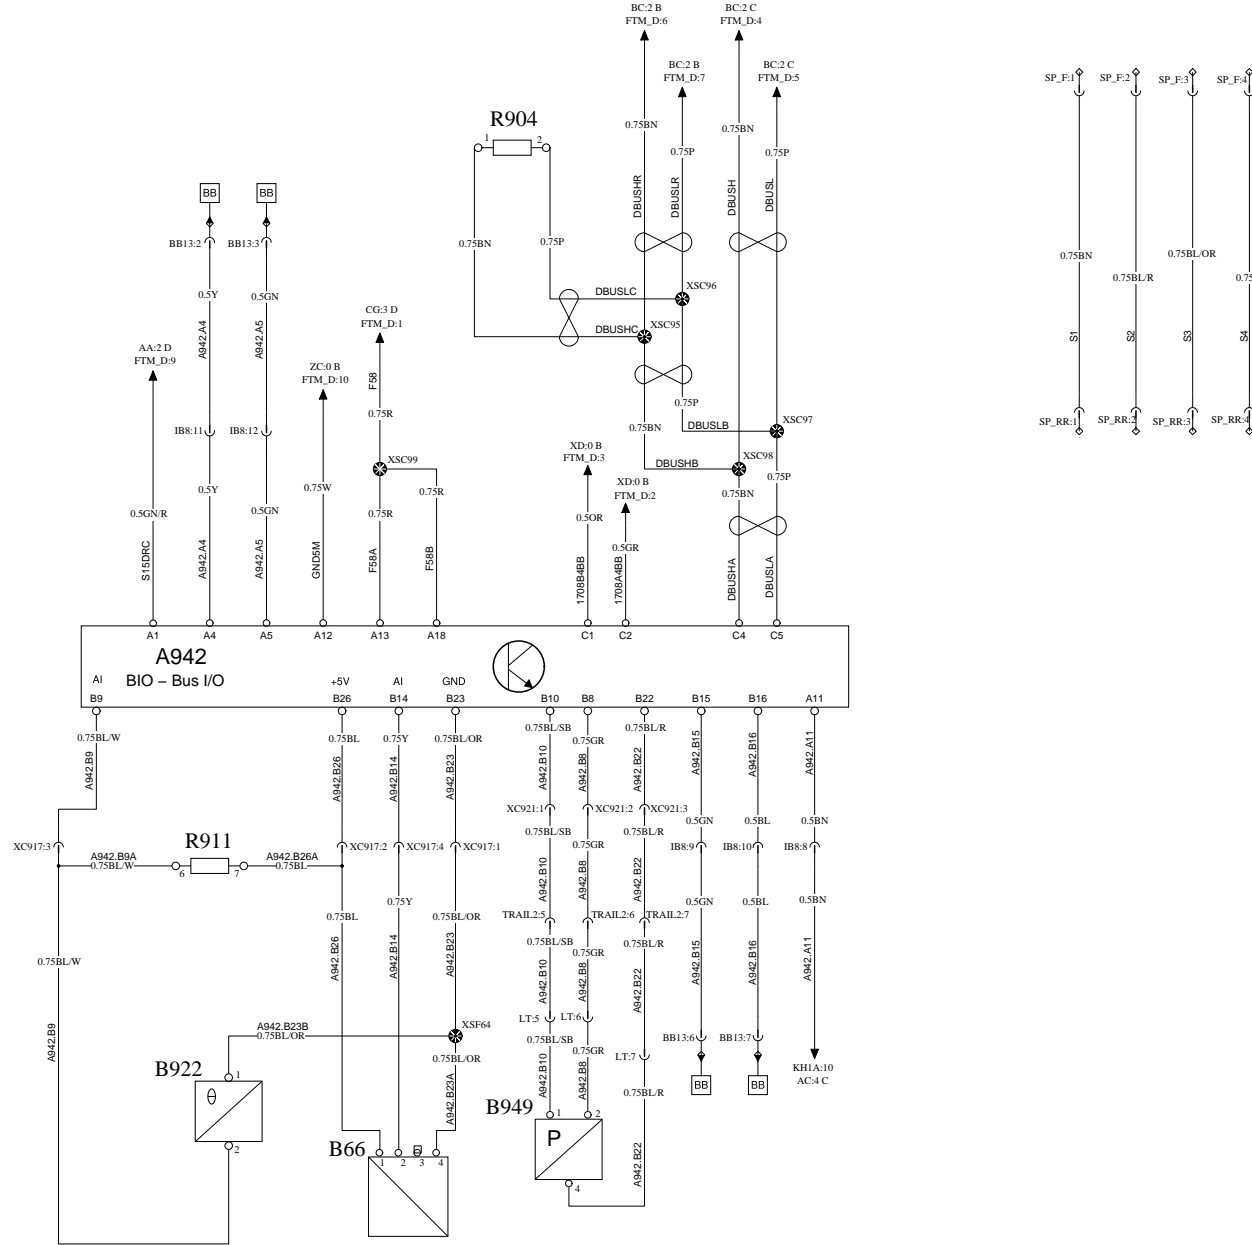 BC:2 B
FTM_D:6
BC:2 C
FTM_D:4
BC:2 B
FTM_D:7
BC:2 C
FTM_D:5
SP_F:1
SP_F:2
SP_F:3
SP_F:4
R904
1
2
0.75BN
0.75BN
0.75P
0.75P
BB
BB
DBUSHR
DBUSLR
DBUSH
DBUSL
BB13:2
BB13:3
0.75BN
0.75P
0.75BN
0.75BL/R
0.75BL/OR
0.75
0.5Y
0.5GN
DBUSLC
XSC96
CG:3 D
FTM_D:1
DBUSHC
XSC95
A942.A4
A942.A5
S1
S2
S3
S4
AA:2 D
FTM_D:9
ZC:0 B
FTM_D:10
F58
0.75P
0.75R
SP_RR:1
SP_RR:2
SP_RR:3
SP_RR:4
IB8:11
IB8:12
0.75BN
DBUSLB
XSC97
XD:0 B
FTM_D:3
XSC99
DBUSHB
XSC98
XD:0 B
FTM_D:2
0.5Y
0.75W
0.75R
0.75BN
0.75P
0.5GN/R
0.5GN
0.75R
0.5OR
0.5GR
S15DRC
A942.A4
A942.A5
GND5M
F58A
F58B
1708B4BB
1708A4BB
DBUSHA
DBUSLA
A1
A4
A5
A12
A13
A18
C1
C2
C4
C5
A942
BIO – Bus I/O
AI
+5V
AI
GND
B9
B26
B14
B23
B10
B8
B22
B15
B16
A11
0.75BL/W
0.75BL
0.75Y
0.75BL/OR
0.75BL/SB
0.75GR
0.75BL/R
A942.B9
A942.B26
A942.B14
A942.B23
A942.B10
A942.B8
A942.B22
A942.B15
A942.B16
A942.A11
XC921:1
XC921:2
XC921:3
0.75BL/SB
0.75GR
0.75BL/R
0.5GN
0.5BL
0.5BN
XC917:3
R911
XC917:2
XC917:4
XC917:1
IB8:9
IB8:10
IB8:8
A942.B9A
0.75BL/W
6
7
A942.B26A
0.75BL
A942.B10
A942.B8
A942.B22
0.75BL
0.75Y
0.75BL/OR
0.5GN
0.5BL
0.5BN
TRAIL2:5
TRAIL2:6
TRAIL2:7
0.75BL/SB
0.75GR
0.75BL/R
0.75BL/W
A942.B26
A942.B14
A942.B23
A942.B10
A942.B8
A942.B22
A942.B15
A942.B16
A942.A11
LT:5
LT:6
A942.B9
A942.B23B
0.75BL/OR
XSF64
0.75BL/SB
0.75GR
BB13:6
BB13:7
0.75BL/OR
LT:7
KH1A:10
AC:4 C
B922
1
θ
2
A942.B23A
A942.B10
A942.B8
0.75BL/R
BB
BB
B949
1
2
P
4
A942.B22
B66
1
2
3
4